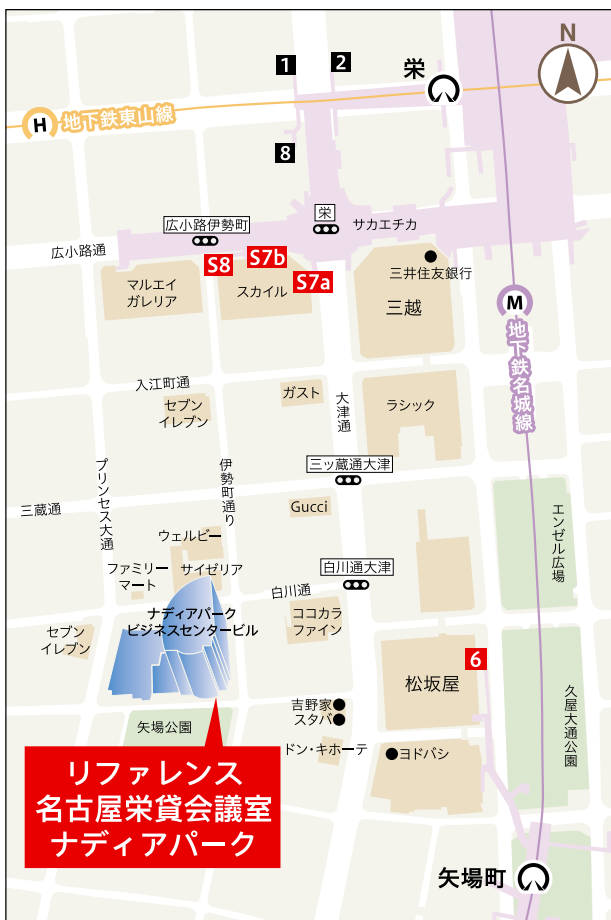 N
1
2
栄
H
地下鉄東山線
8
広小路伊勢町
栄
サカエチカ
広小路通
S8
S7b
S7a
三井住友銀行
マルエイ
ガレリア
スカイル
三越
M
地下鉄名城線
入江町通
セブン
イレブン
ガスト
大津通
ラシック
プリンセス大通
伊勢町通り
三ッ蔵通大津
三蔵通
Gucci
エンゼル広場
ウェルビー
ファミリー
マート
サイゼリア
白川通大津
白川通
ナディアパーク
ビジネスセンタービル
ココカラ
ファイン
セブン
イレブン
6
松坂屋
久屋大通公園
吉野家
スタバ
矢場公園
ドン・キホーテ
ヨドバシ
リファレンス
名古屋栄貸会議室
ナディアパーク
矢場町